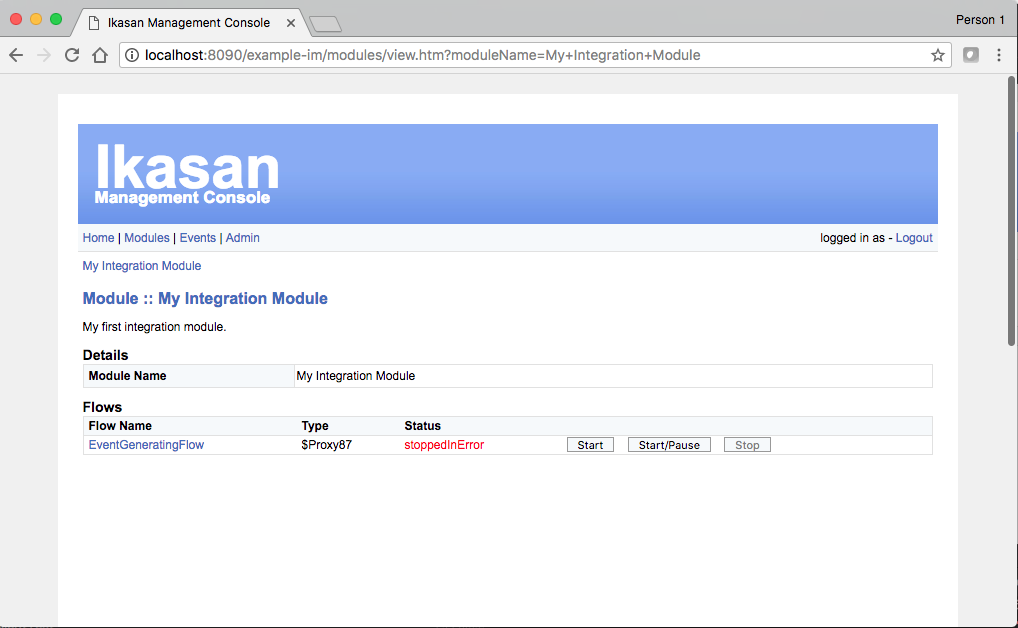 Ikasan Management Console
Person 1
localhost:8090/example-im/modules/view.htm?moduleName=My+Integration+Module
Ikasan
Management Console
Home | Modules | Events | Admin
logged in as - Logout
My Integration Module
Module :: My Integration Module
My first integration module.
Details
Module Name My Integration Module
Flows
Flow Name Type Status
EventGeneratingFlow $Proxy87 stoppedInError Start Start/Pause Stop